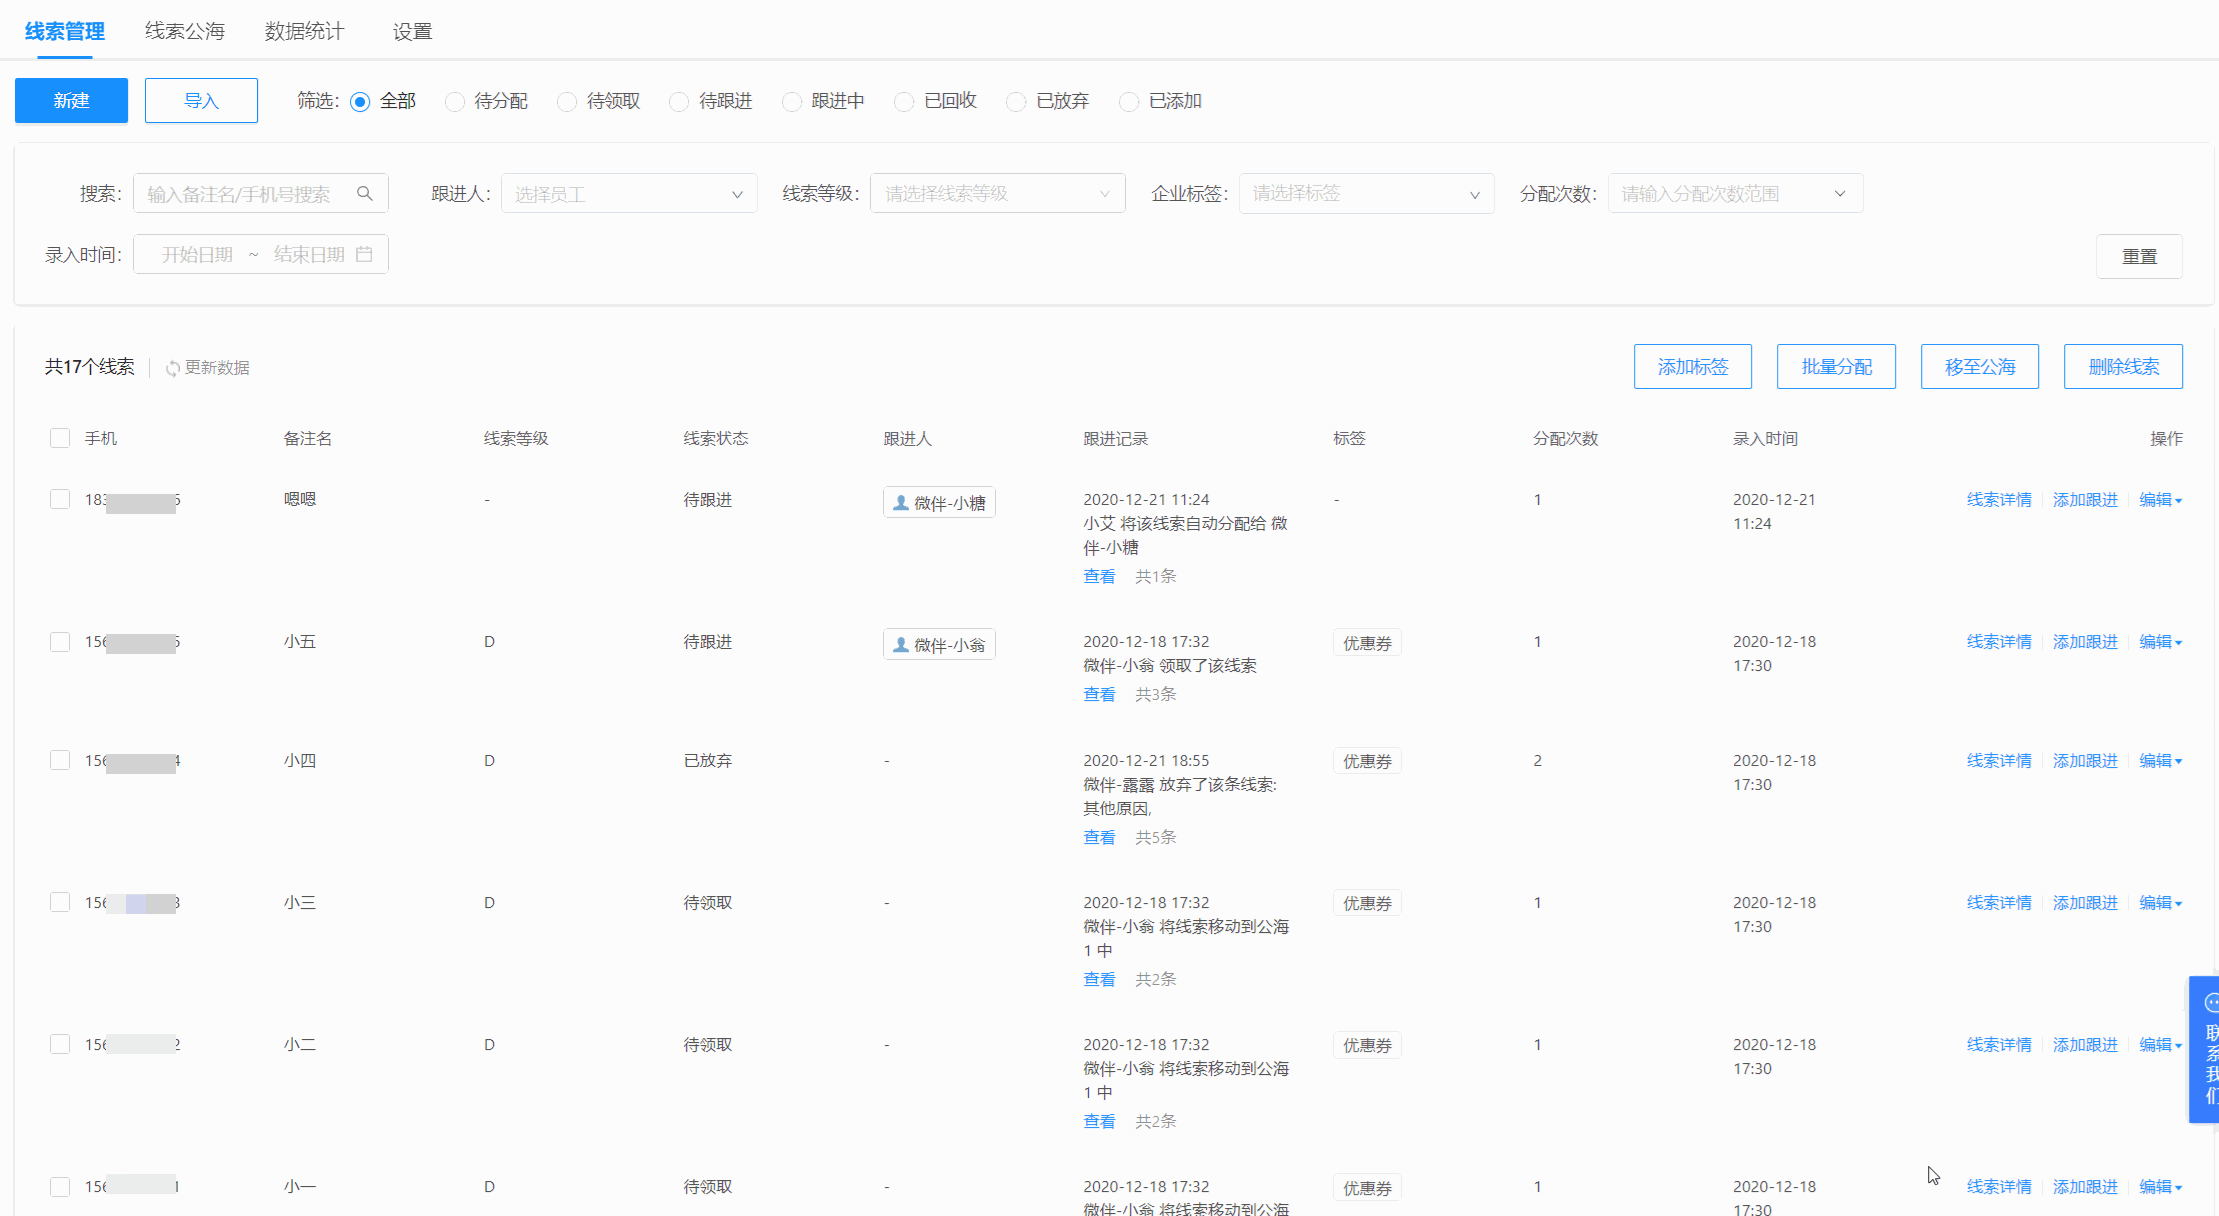 线索管理 线索公海 数据统计 设置
新建 导入 筛选: 全部 待分配 待领取 待跟进 跟进中 已回收 已放弃 已添加
搜索: 输入备注名/手机号搜索 跟进人: 选择员工 线索等级: 请选择线索等级 企业标签: 请选择标签 分配次数: 请输入分配次数范围
录入时间: 开始日期 ~ 结束日期 重置
共17个线索 更新数据 添加标签 批量分配 移至公海 删除线索
手机 备注名 线索等级 线索状态 跟进人 跟进记录 标签 分配次数 录入时间 操作
183 嗯嗯 - 待跟进 微伴-小糖 2020-12-21 11:24 - 1 2020-12-21 线索详情 添加跟进 编辑
小艾 将该线索自动分配给 微 11:24
伴-小糖
查看 共1条
156 小五 D 待跟进 微伴-小翁 2020-12-18 17:32 优惠券 1 2020-12-18 线索详情 添加跟进 编辑
微伴-小翁 领取了该线索 17:30
查看 共3条
156 4 小四 D 已放弃 - 2020-12-21 18:55 优惠券 2 2020-12-18 线索详情 添加跟进 编辑
微伴-露露 放弃了该条线索: 17:30
其他原因,
查看 共5条
156 3 小三 D 待领取 - 2020-12-18 17:32 优惠券 1 2020-12-18 线索详情 添加跟进 编辑
微伴-小翁 将线索移动到公海 17:30
1 中
查看 共2条
156 2 小二 D 待领取 - 2020-12-18 17:32 优惠券 1 2020-12-18 线索详情 添加跟进 编辑
微伴-小翁 将线索移动到公海 17:30
1 中
查看 共2条
156 1 小一 D 待领取 - 2020-12-18 17:32 优惠券 1 2020-12-18 线索详情 添加跟进 编辑
微伴-小翁 将线索移动到公海 17:30
联系我们